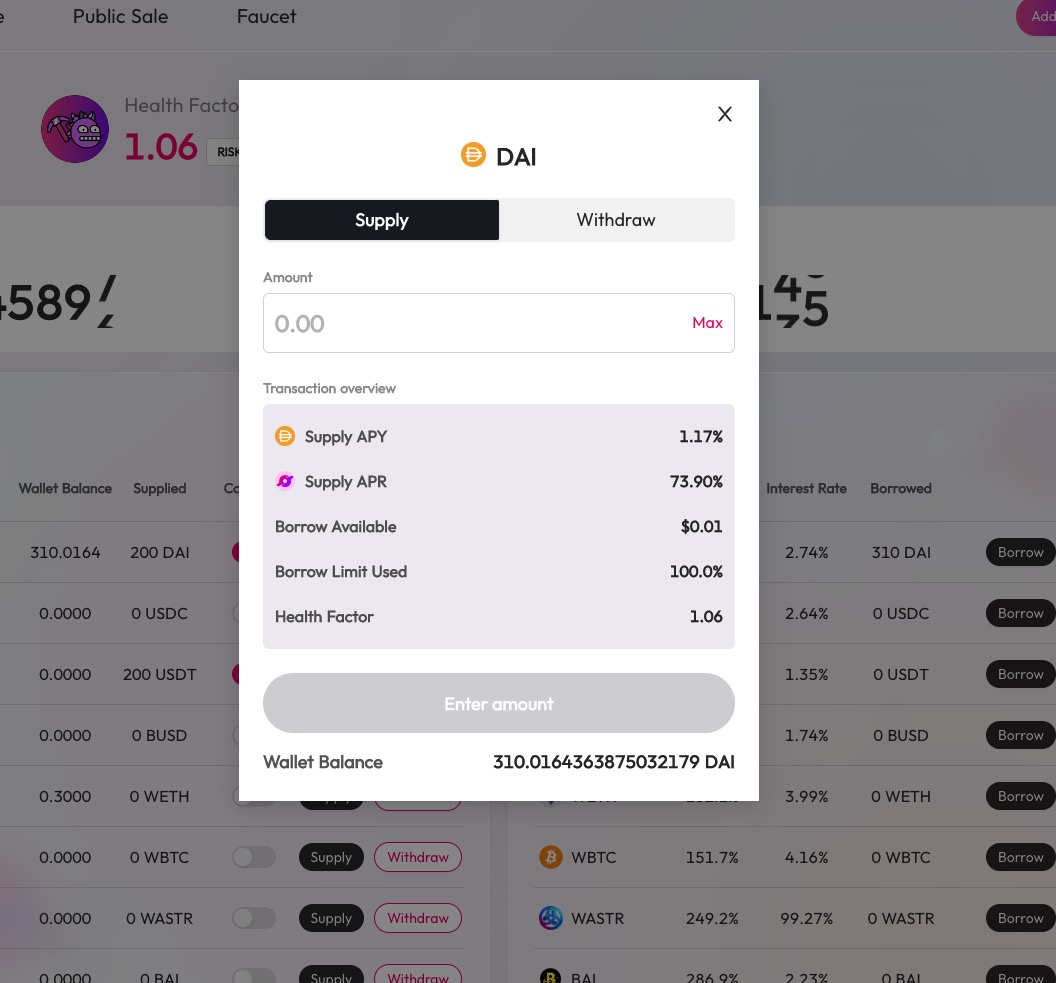 Public Sale Faucet
Health Facto
1.06 RISK
DAI
Supply Withdraw
Amount
0.00 Max
Transaction overview
Supply APY 1.17%
Supply APR 73.90%
Borrow Available $0.01
Borrow Limit Used 100.0%
Health Factor 1.06
Enter amount
Wallet Balance 310.0164363875032179 DAI
4589
Wallet Balance Supplied Interest Rate Borrowed
310.0164 200 DAI 2.74% 310 DAI Borrow
0.0000 0 USDC 2.64% 0 USDC Borrow
0.0000 200 USDT 1.35% 0 USDT Borrow
0.0000 0 BUSD 1.74% 0 BUSD Borrow
0.3000 0 WETH 3.99% 0 WETH Borrow
0.0000 0 WBTC Supply Withdraw WBTC 151.7% 4.16% 0 WBTC Borrow
0.0000 0 WASTR Supply Withdraw WASTR 249.2% 99.27% 0 WASTR Borrow
0.0000 0 BAI Supply Withdraw BAI 286.9% 2.23% 0 BAI Borrow